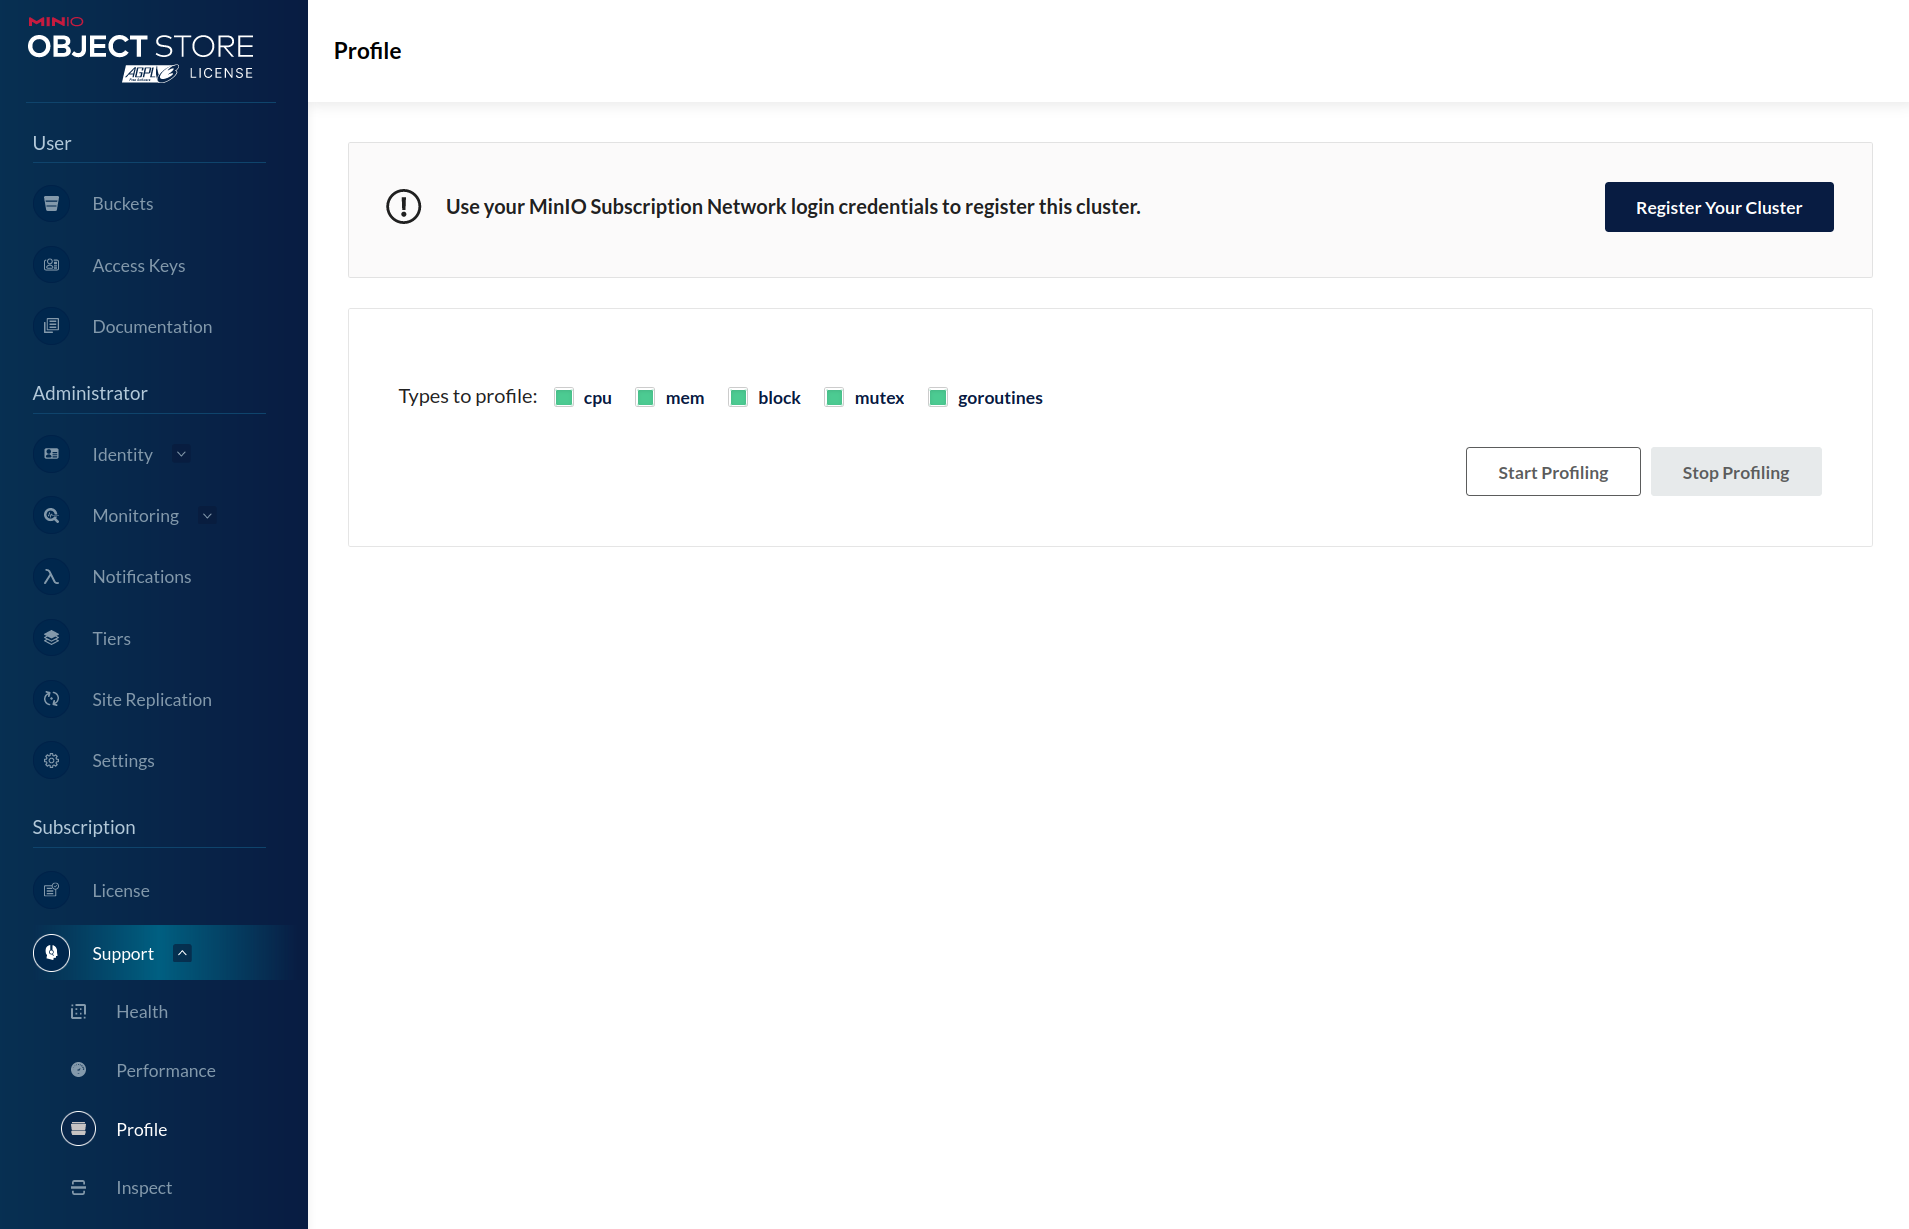 MINIO
OBJECT STORE
AGPL v3 LICENSE
User
Buckets
Access Keys
Documentation
Administrator
Identity
Monitoring
Notifications
Tiers
Site Replication
Settings
Subscription
License
Support
Health
Performance
Profile
Inspect
Profile
Use your MinIO Subscription Network login credentials to register this cluster.
Register Your Cluster
Types to profile: cpu mem block mutex goroutines
Start Profiling Stop Profiling